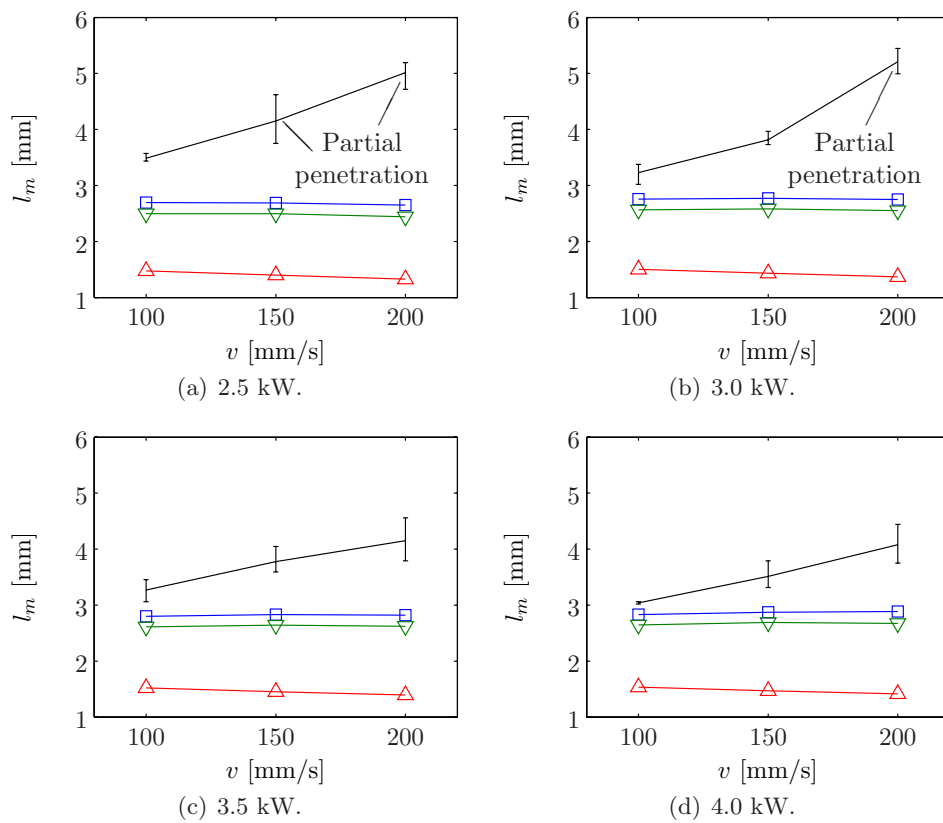 6
5
4
3
2
1
l_m [mm]
Partial
penetration
100 150 200
v [mm/s]
(a) 2.5 kW.
6
5
4
3
2
1
l_m [mm]
Partial
penetration
100 150 200
v [mm/s]
(b) 3.0 kW.
6
5
4
3
2
1
l_m [mm]
100 150 200
v [mm/s]
(c) 3.5 kW.
6
5
4
3
2
1
l_m [mm]
100 150 200
v [mm/s]
(d) 4.0 kW.